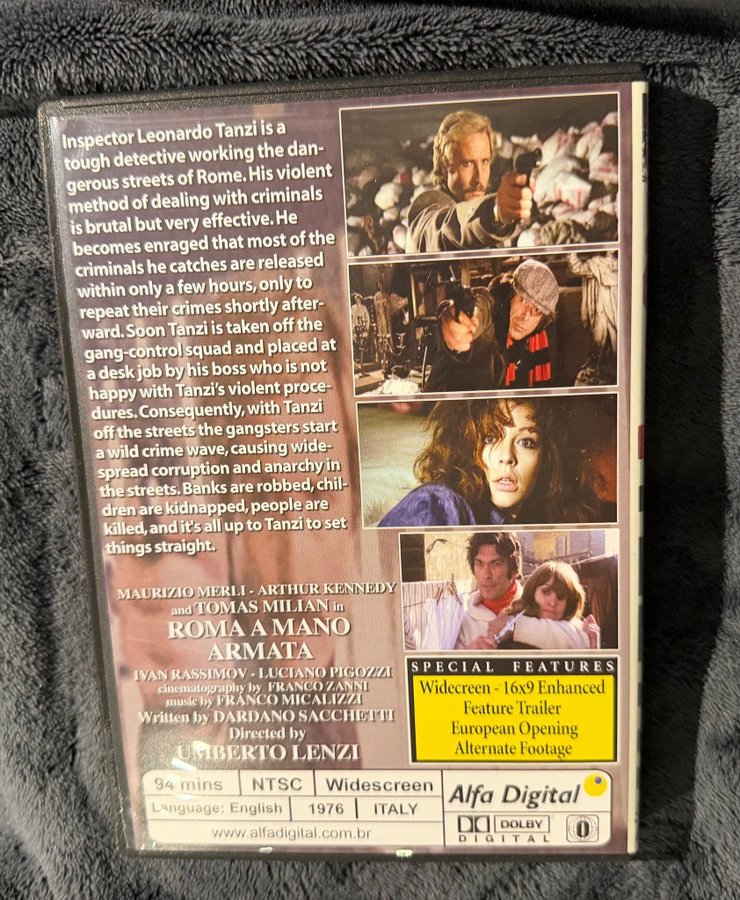 Inspector Leonardo Tanzi is a
tough detective working the dan-
gerous streets of Rome. His violent
method of dealing with criminals
is brutal but very effective. He
becomes enraged that most of the
criminals he catches are released
within only a few hours, only to
repeat their crimes shortly after-
ward. Soon Tanzi is taken off the
gang-control squad and placed at
a desk job by his boss who is not
happy with Tanzi's violent proce-
dures. Consequently, with Tanzi
off the streets the gangsters start
a wild crime wave, causing wide-
spread corruption and anarchy in
the streets. Banks are robbed, chil-
dren are kidnapped, people are
killed, and it's all up to Tanzi to set
things straight.
MAURIZIO MERLI - ARTHUR KENNEDY
and TOMAS MILIAN in
ROMA A MANO
ARMATA
IVAN RASSIMOV - LUCIANO PIGOZZI
cinematography by FRANCO ZANNI
music by FRANCO MICALIZZI
Written by DARDANO SACCHETTI
Directed by
UMBERTO LENZI
SPECIAL FEATURES
Widecreen - 16x9 Enhanced
Feature Trailer
European Opening
Alternate Footage
94 mins NTSC Widescreen
Language: English 1976 ITALY
www.alfadigital.com.br
Alfa Digital
DOLBY
DIGITAL
0